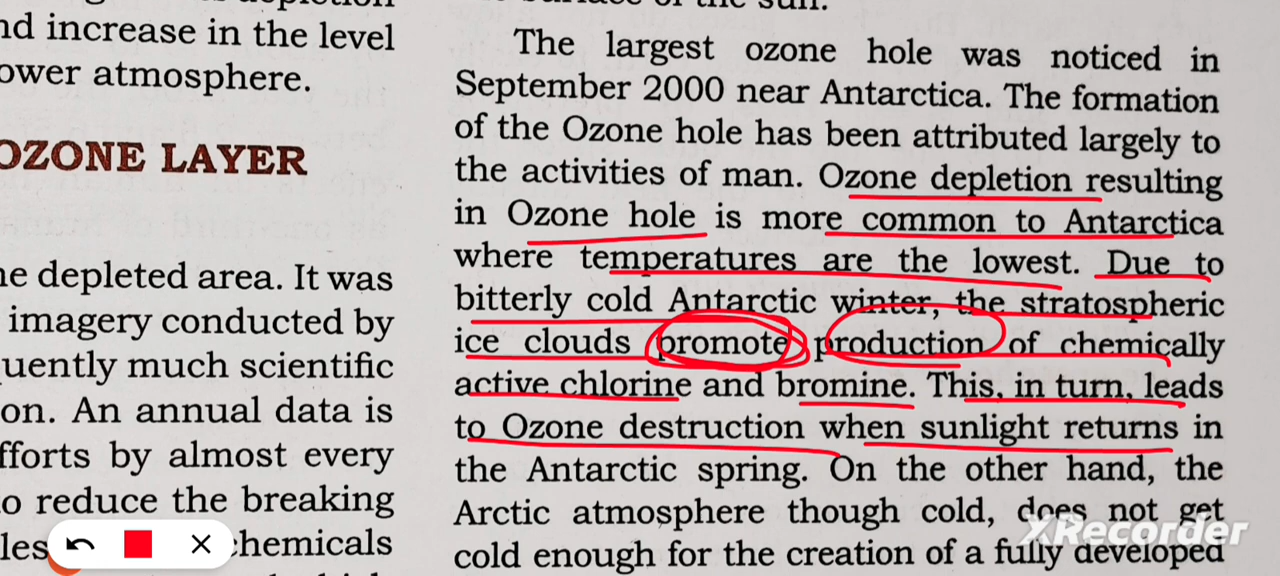 nd increase in the level
ower atmosphere.
OZONE LAYER
ne depleted area. It was
imagery conducted by
uently much scientific
on. An annual data is
fforts by almost every
o reduce the breaking
les chemicals
The largest ozone hole was noticed in
September 2000 near Antarctica. The formation
of the Ozone hole has been attributed largely to
the activities of man. Ozone depletion resulting
in Ozone hole is more common to Antarctica
where temperatures are the lowest. Due to
bitterly cold Antarctic winter, the stratospheric
ice clouds promote production of chemically
active chlorine and bromine. This, in turn, leads
to Ozone destruction when sunlight returns in
the Antarctic spring. On the other hand, the
Arctic atmosphere though cold, does not get
cold enough for the creation of a fully developed
XRecorder